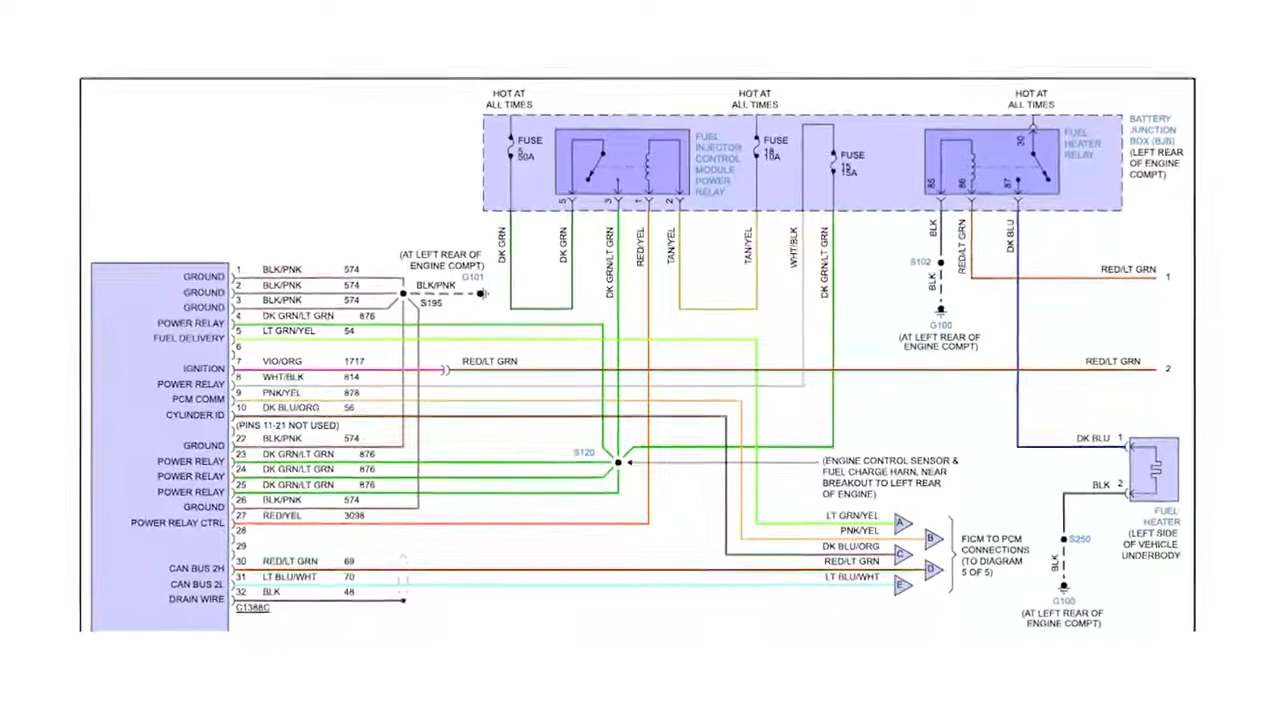 HOT AT
ALL TIMES
HOT AT
ALL TIMES
HOT AT
ALL TIMES
FUSE
5
50A
FUEL
INJECTOR
CONTROL
MODULE
POWER
RELAY
FUSE
18
10A
FUSE
15
15A
30
FUEL
HEATER
RELAY
BATTERY
JUNCTION
BOX (BJB)
(LEFT REAR
OF ENGINE
COMPT)
85
86
87
5
3
1
2
DK GRN
DK GRN
DK GRN/LT GRN
RED/YEL
TAN/YEL
TAN/YEL
WHT/BLK
DK GRN/LT GRN
BLK
RED/LT GRN
DK BLU
S102
BLK
G100
(AT LEFT REAR OF
ENGINE COMPT)
RED/LT GRN 1
(AT LEFT REAR OF
ENGINE COMPT)
G101
BLK/PNK
S195
GROUND 1 BLK/PNK 574
GROUND 2 BLK/PNK 574
GROUND 3 BLK/PNK 574
POWER RELAY 4 DK GRN/LT GRN 876
FUEL DELIVERY 5 LT GRN/YEL 54
6
IGNITION 7 VIO/ORG 1717 RED/LT GRN RED/LT GRN 2
POWER RELAY 8 WHT/BLK 814
PCM COMM 9 PNK/YEL 878
CYLINDER ID 10 DK BLU/ORG 56
(PINS 11-21 NOT USED)
GROUND 22 BLK/PNK 574
POWER RELAY 23 DK GRN/LT GRN 876
POWER RELAY 24 DK GRN/LT GRN 876
POWER RELAY 25 DK GRN/LT GRN 876
GROUND 26 BLK/PNK 574
POWER RELAY CTRL 27 RED/YEL 3098
28
29
CAN BUS 2H 30 RED/LT GRN 69
CAN BUS 2L 31 LT BLU/WHT 70
DRAIN WIRE 32 BLK 48
C1388C
S120
(ENGINE CONTROL SENSOR &
FUEL CHARGE HARN, NEAR
BREAKOUT TO LEFT REAR
OF ENGINE)
LT GRN/YEL A
PNK/YEL B
DK BLU/ORG C
RED/LT GRN D
LT BLU/WHT E
FICM TO PCM
CONNECTIONS
(TO DIAGRAM
5 OF 5)
DK BLU 1
BLK 2
FUEL
HEATER
(LEFT SIDE
OF VEHICLE
UNDERBODY
S250
BLK
G100
(AT LEFT REAR OF
ENGINE COMPT)